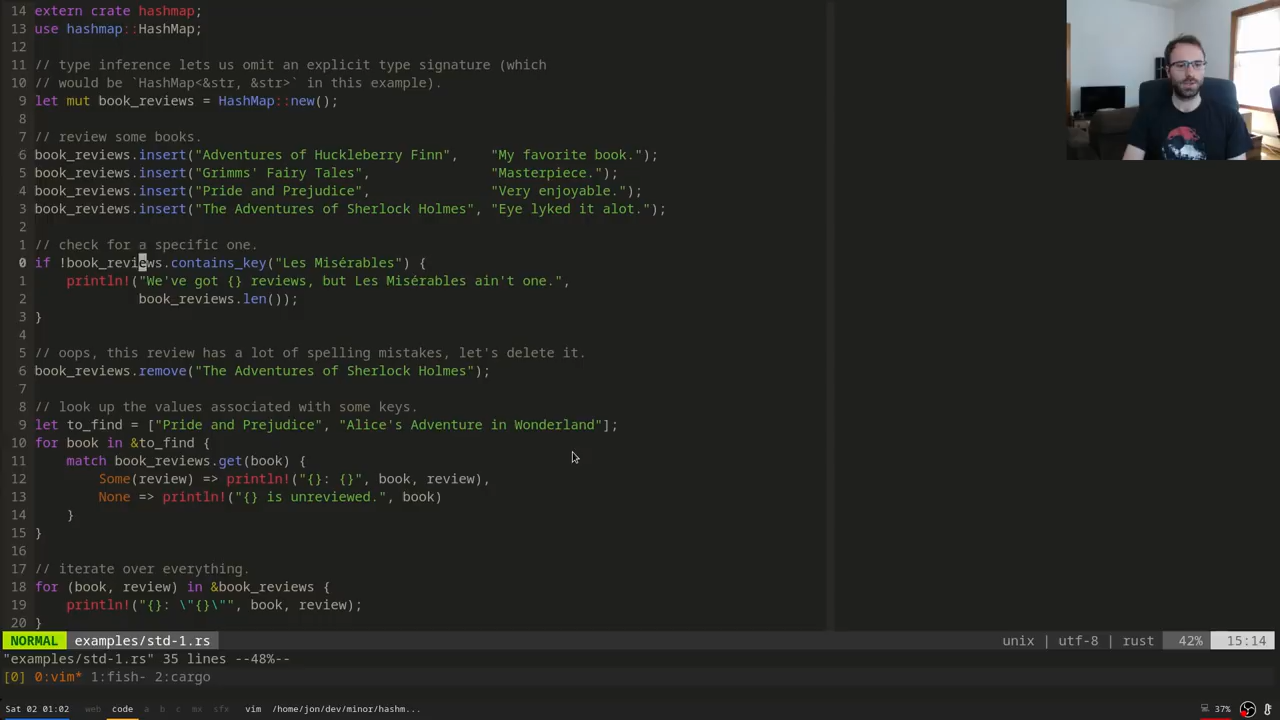 14 extern crate hashmap;
13 use hashmap::HashMap;
12
11 // type inference lets us omit an explicit type signature (which
10 // would be `HashMap<&str, &str>` in this example).
9 let mut book_reviews = HashMap::new();
8
7 // review some books.
6 book_reviews.insert("Adventures of Huckleberry Finn",    "My favorite book.");
5 book_reviews.insert("Grimms' Fairy Tales",               "Masterpiece.");
4 book_reviews.insert("Pride and Prejudice",               "Very enjoyable.");
3 book_reviews.insert("The Adventures of Sherlock Holmes", "Eye lyked it alot.");
2
1 // check for a specific one.
0 if !book_reviews.contains_key("Les Misérables") {
1     println!("We've got {} reviews, but Les Misérables ain't one.",
2              book_reviews.len());
3 }
4
5 // oops, this review has a lot of spelling mistakes, let's delete it.
6 book_reviews.remove("The Adventures of Sherlock Holmes");
7
8 // look up the values associated with some keys.
9 let to_find = ["Pride and Prejudice", "Alice's Adventure in Wonderland"];
10 for book in &to_find {
11     match book_reviews.get(book) {
12         Some(review) => println!("{}: {}", book, review),
13         None => println!("{} is unreviewed.", book)
14     }
15 }
16
17 // iterate over everything.
18 for (book, review) in &book_reviews {
19     println!("{}: \"{}\"", book, review);
20 }
NORMAL examples/std-1.rs unix | utf-8 | rust 42% 15:14
"examples/std-1.rs" 35 lines --48%--
[0] 0:vim* 1:fish- 2:cargo
Sat 02 01:02 web code a b c mx sfx vim /home/jon/dev/minor/hashm... 37%